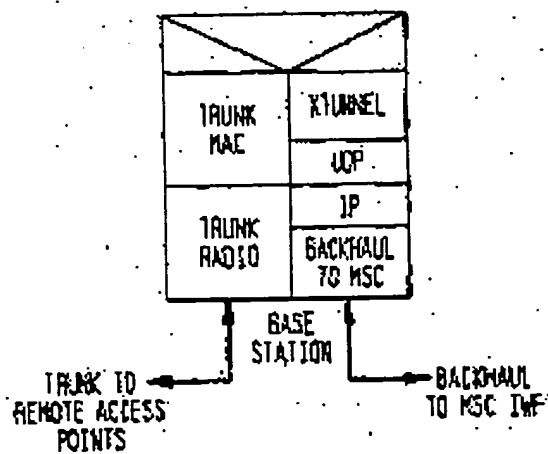 TRUNK
MAC
XTUNNEL
UDP
TRUNK
RADIO
IP
BACKHAUL
TO MSC
BASE
STATION
TRUNK TO
REMOTE ACCESS
POINTS
BACKHAUL
TO MSC IWF